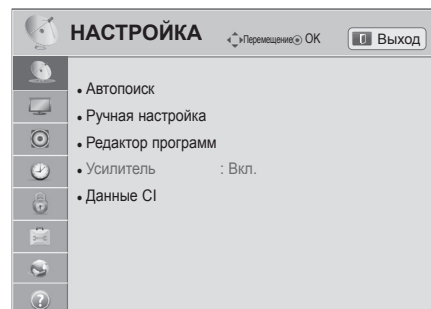 НАСТРОЙКА
Перемещение OK
Выход
Автопоиск
Ручная настройка
Редактор программ
Усилитель : Вкл.
Данные CI